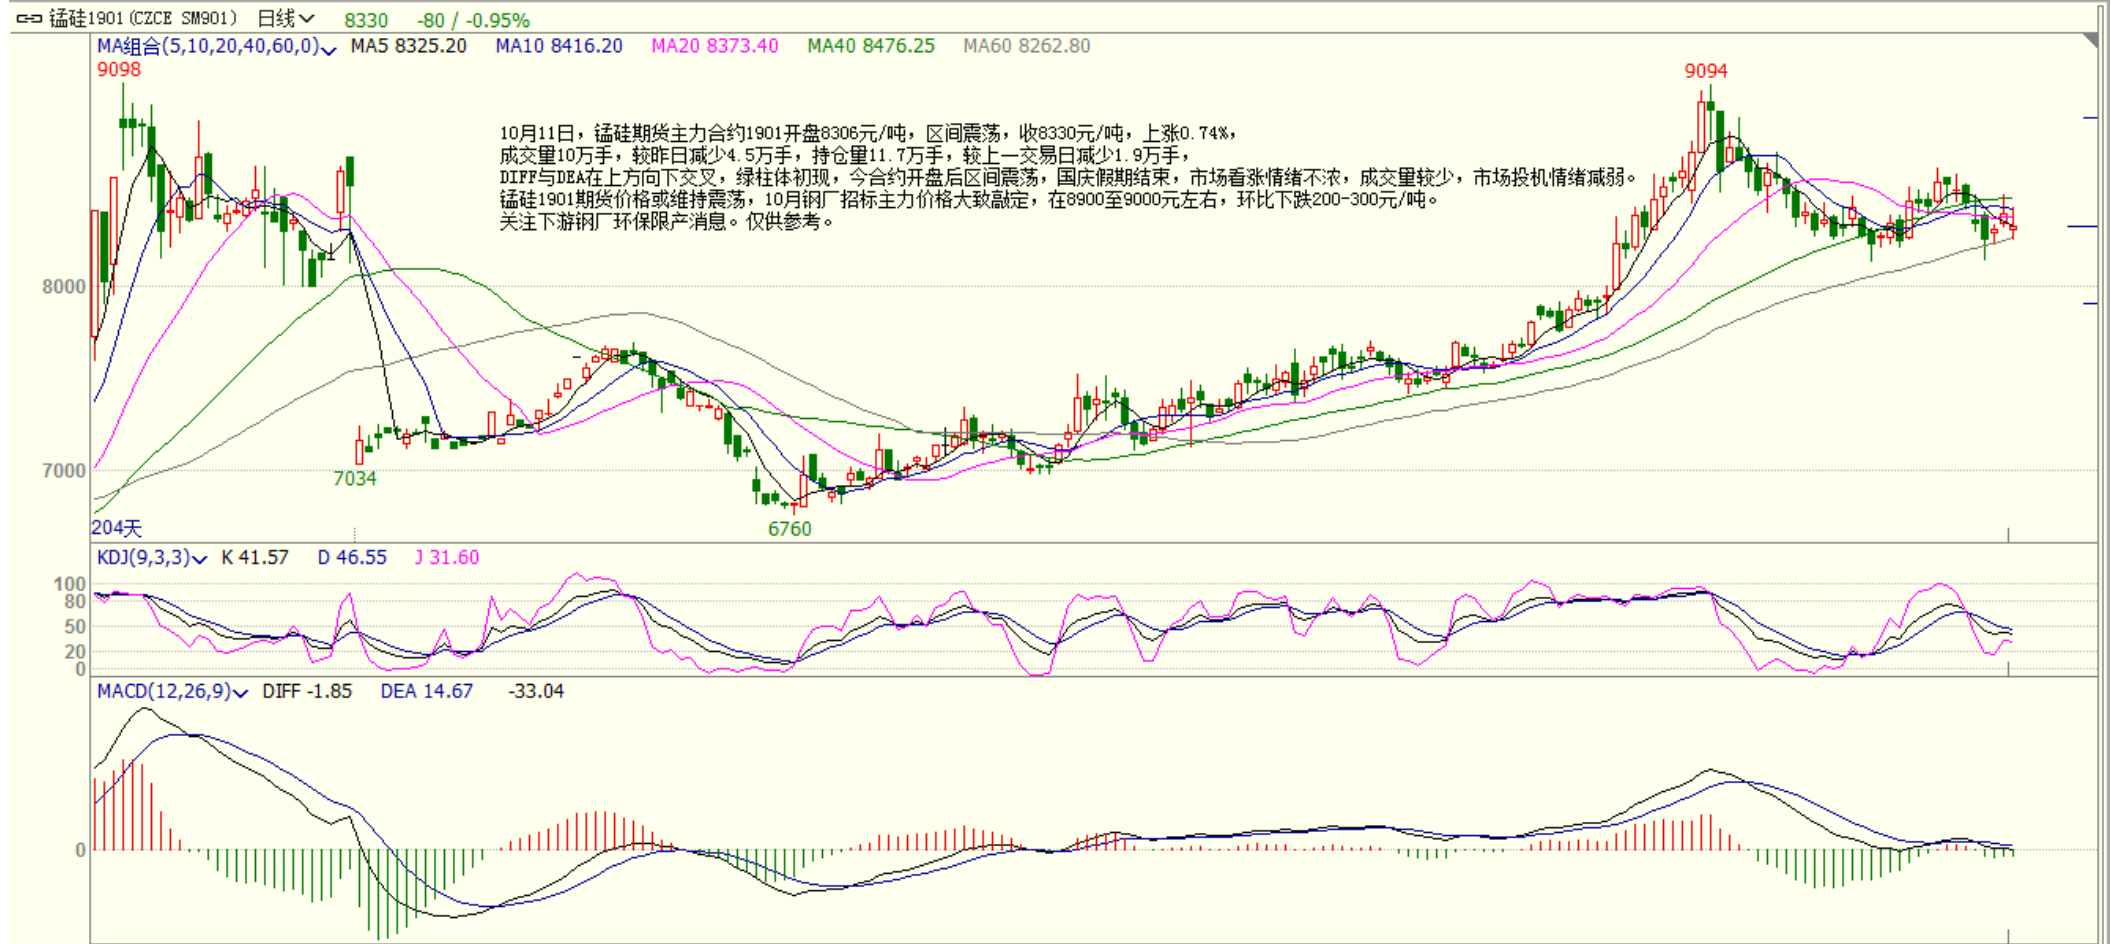 锰硅1901(CZCE SM901) 日线 8330 -80 / -0.95%
MA组合(5,10,20,40,60,0) MA5 8325.20 MA10 8416.20 MA20 8373.40 MA40 8476.25 MA60 8262.80
9098
9094
10月11日，锰硅期货主力合约1901开盘8306元/吨，区间震荡，收8330元/吨，上涨0.74%，
成交量10万手，较昨日减少4.5万手，持仓量11.7万手，较上一交易日减少1.9万手，
DIFF与DEA在上方向下交叉，绿柱体初现，今合约开盘后区间震荡，国庆假期结束，市场看涨情绪不浓，成交量较少，市场投机情绪减弱。
锰硅1901期货价格或维持震荡，10月钢厂招标主力价格大致敲定，在8900至9000元左右，环比下跌200-300元/吨。
关注下游钢厂环保限产消息。仅供参考。
8000
7000
7034
6760
204天
KDJ(9,3,3) K 41.57 D 46.55 J 31.60
100
80
50
20
0
MACD(12,26,9) DIFF -1.85 DEA 14.67 -33.04
0